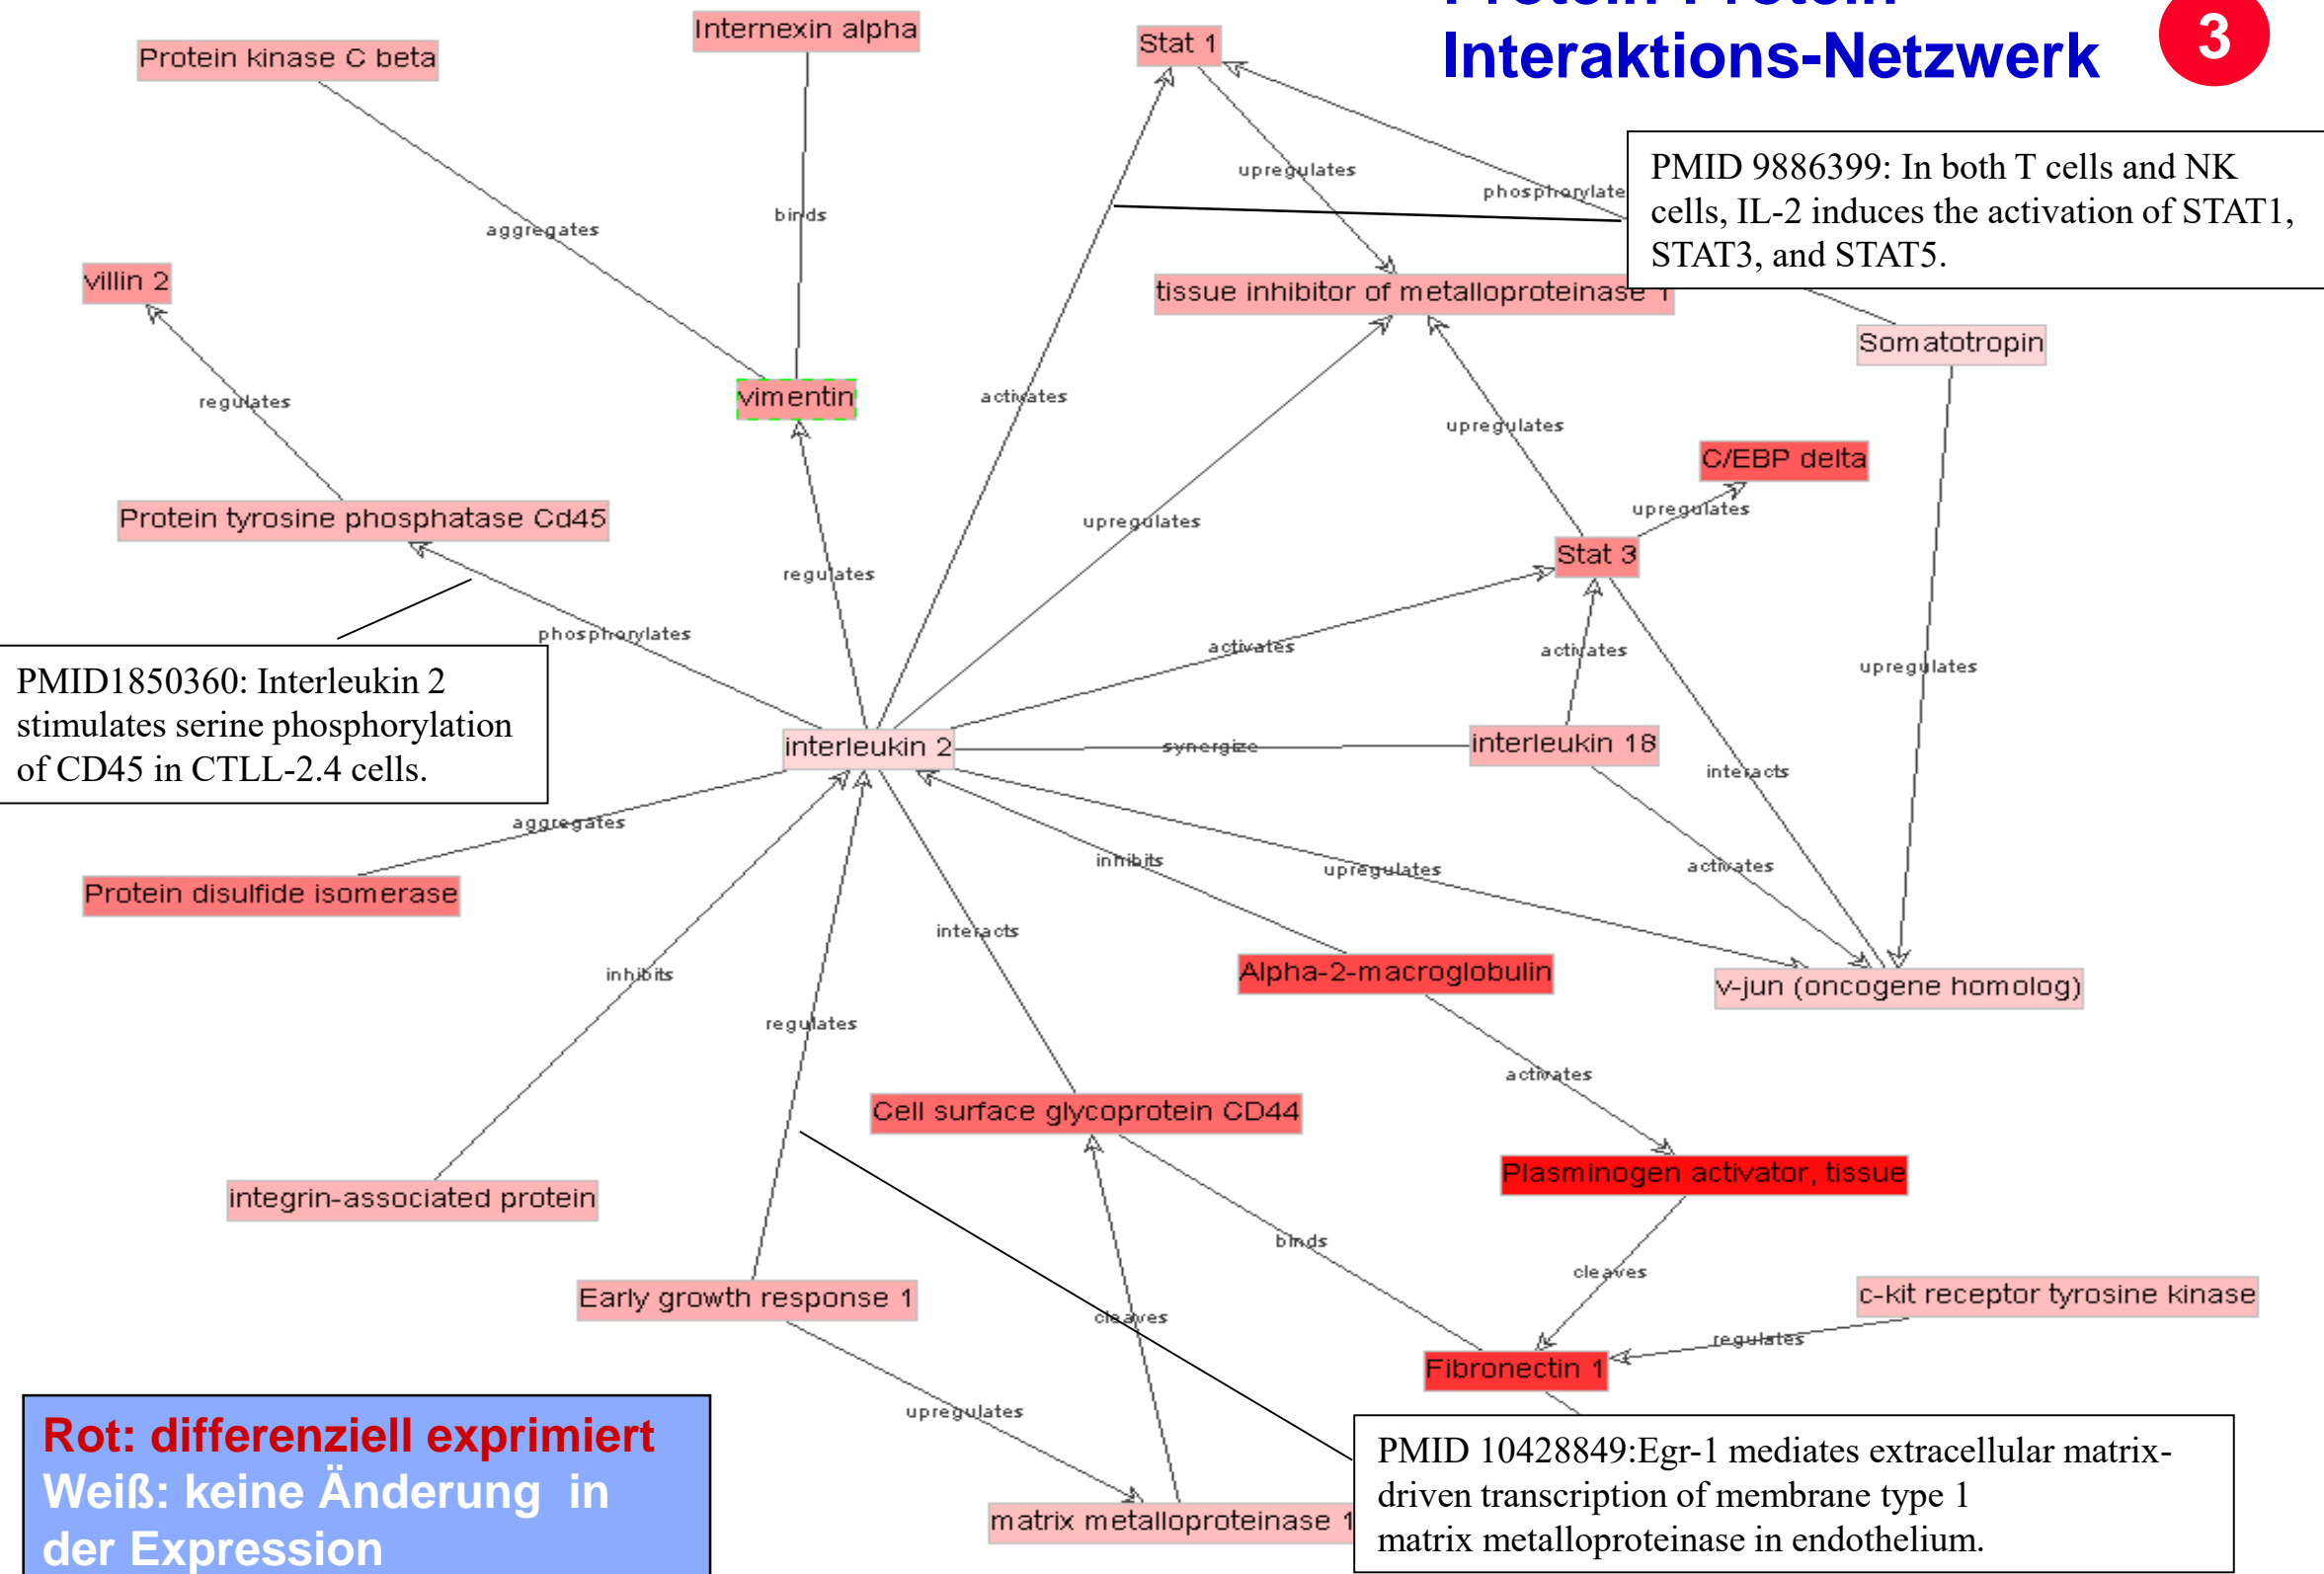 Protein-Protein
Interaktions-Netzwerk
3
Internexin alpha
Stat 1
Protein kinase C beta
upregulates
phosphorylate
PMID 9886399: In both T cells and NK
cells, IL-2 induces the activation of STAT1,
STAT3, and STAT5.
binds
aggregates
villin 2
tissue inhibitor of metalloproteinase 1
Somatotropin
vimentin
regulates
activates
upregulates
C/EBP delta
upregulates
Protein tyrosine phosphatase Cd45
upregulates
Stat 3
regulates
phosphorylates
activates
activates
upregulates
PMID1850360: Interleukin 2
stimulates serine phosphorylation
of CD45 in CTLL-2.4 cells.
interleukin 2
synergize
interleukin 18
interacts
aggregates
inhibits
upregulates
activates
Protein disulfide isomerase
interacts
inhibits
Alpha-2-macroglobulin
v-jun (oncogene homolog)
regulates
activates
Cell surface glycoprotein CD44
Plasminogen activator, tissue
integrin-associated protein
binds
cleaves
Early growth response 1
cleaves
c-kit receptor tyrosine kinase
regulates
Fibronectin 1
upregulates
Rot: differenziell exprimiert
Weiß: keine Änderung in
der Expression
matrix metalloproteinase 1
PMID 10428849:Egr-1 mediates extracellular matrix-
driven transcription of membrane type 1
matrix metalloproteinase in endothelium.